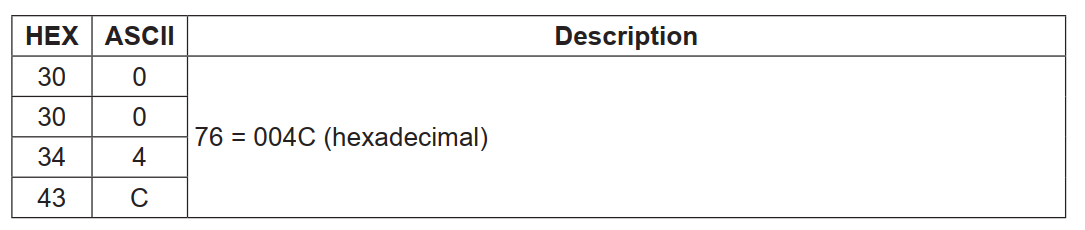 HEX ASCII Description
30 0
30 0
76 = 004C (hexadecimal)
34 4
43 C